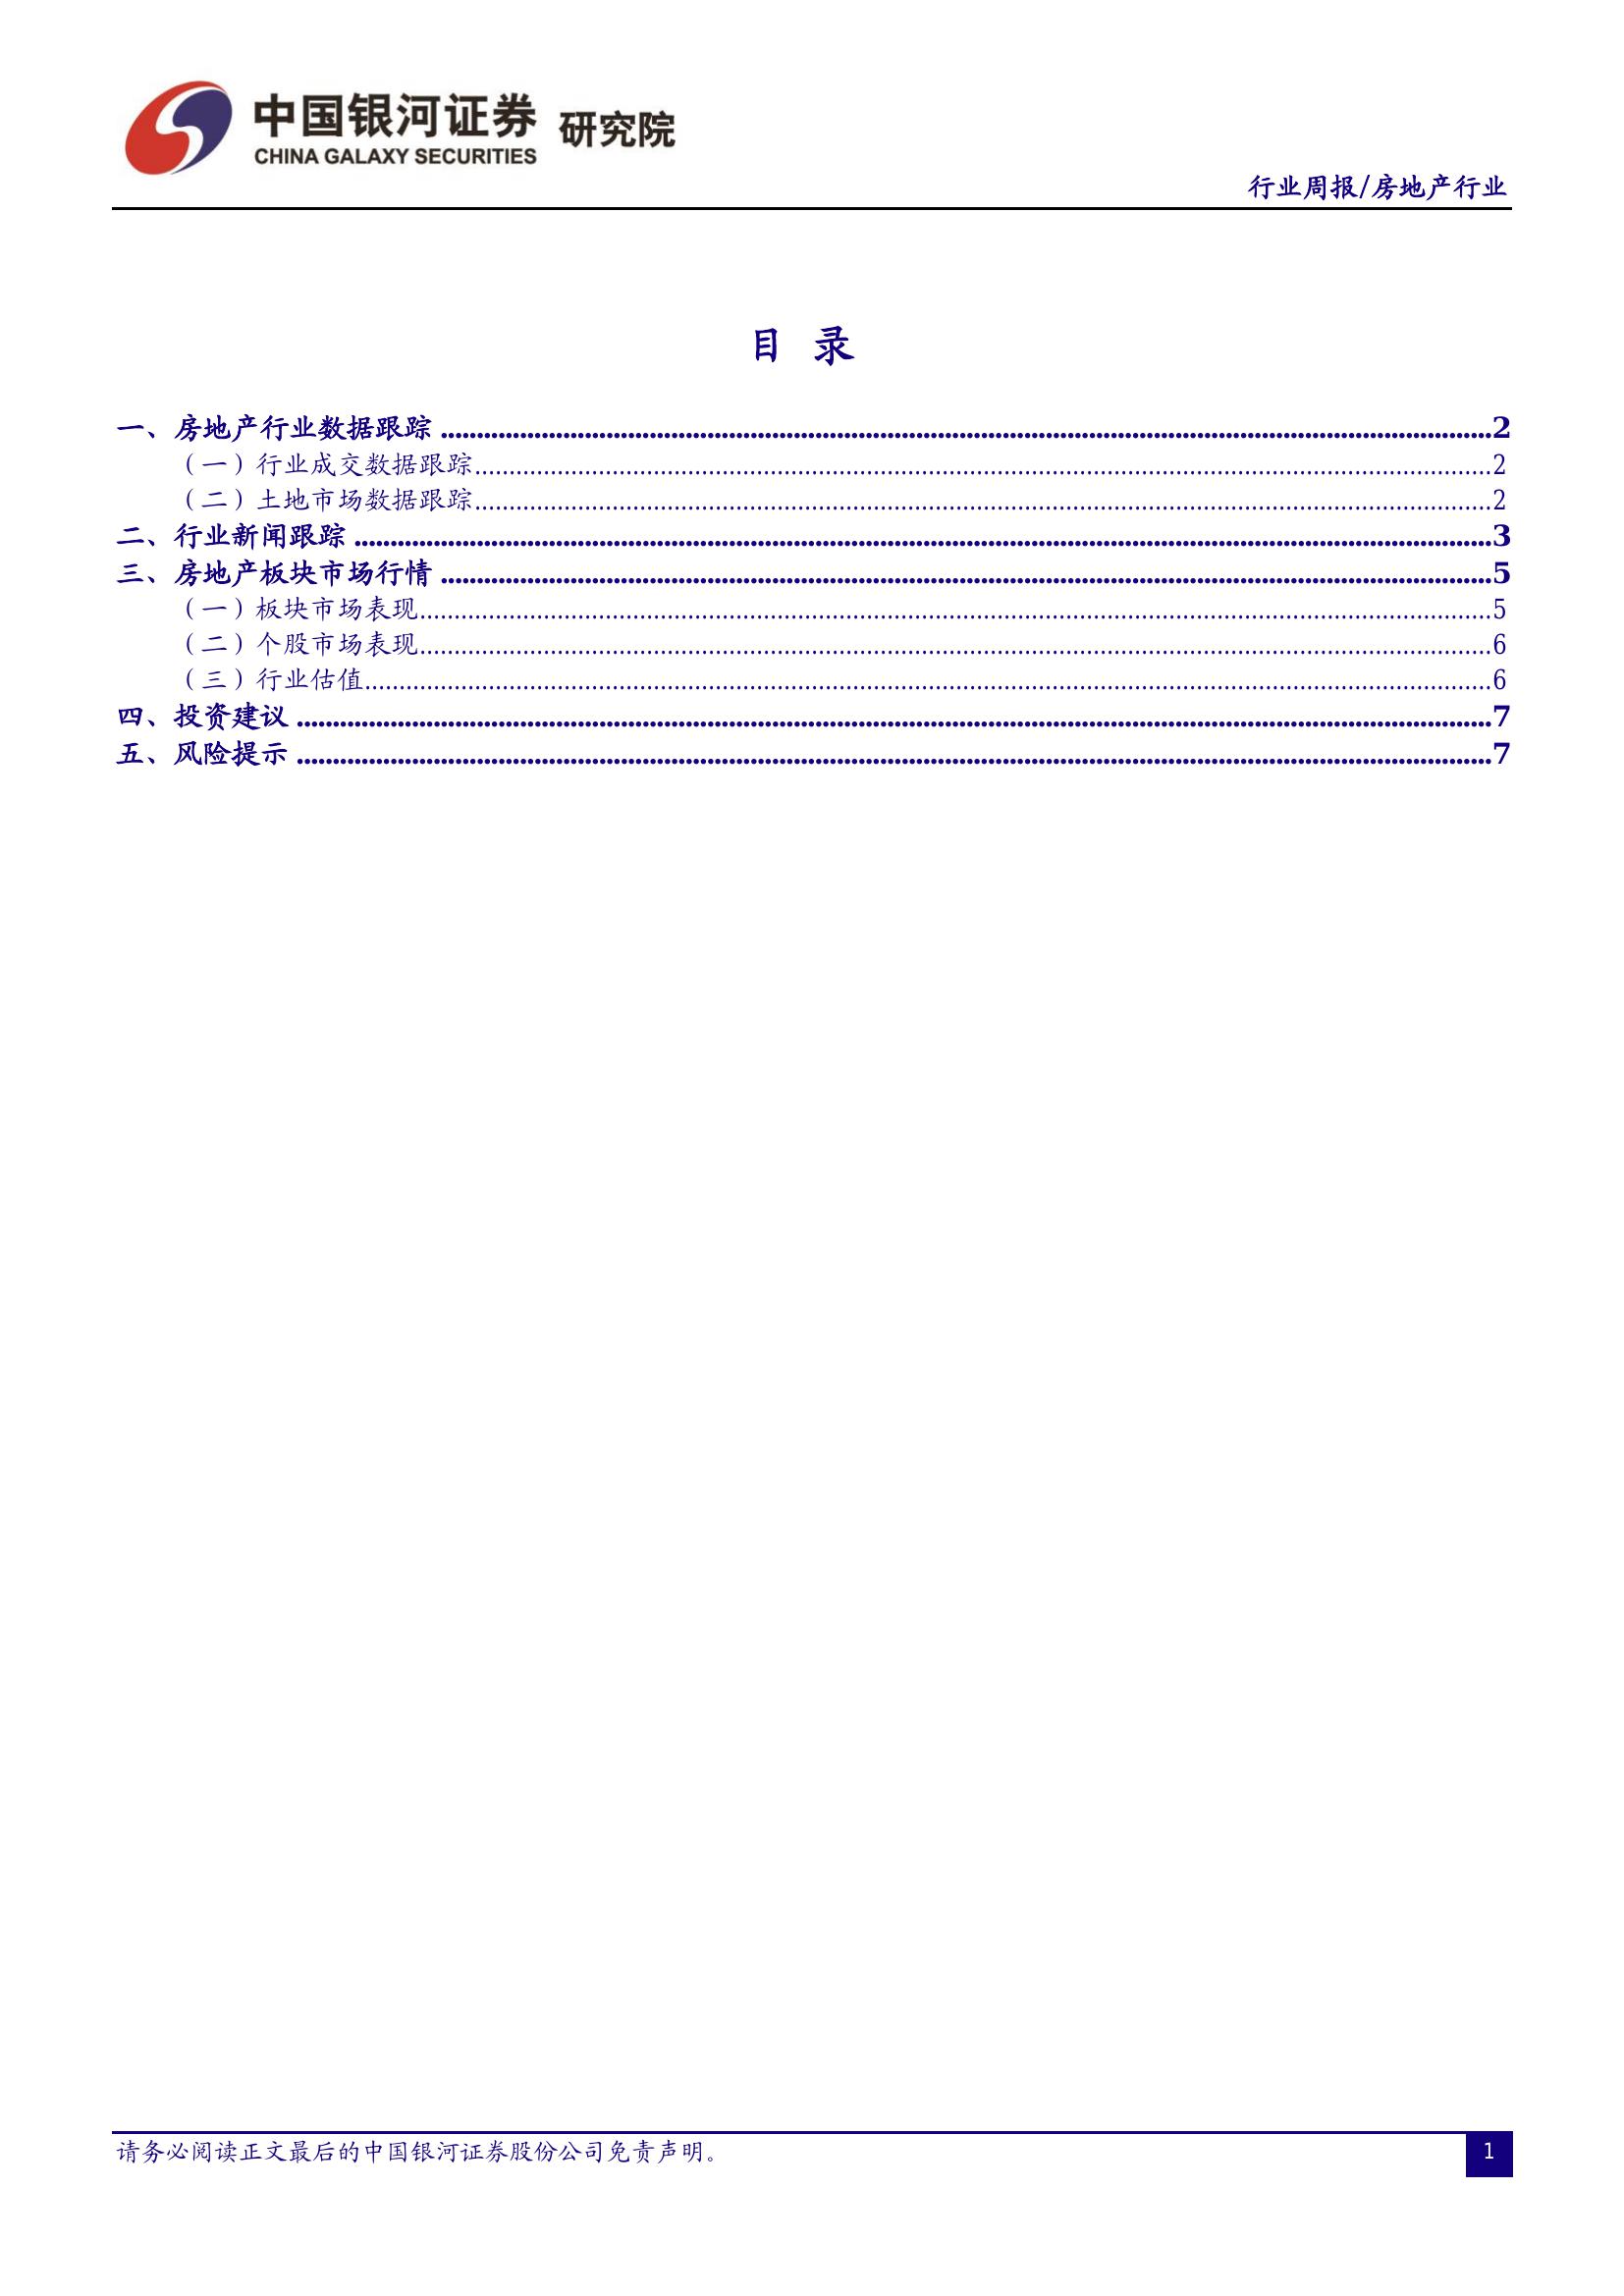 中国银河证券 研究院
CHINA GALAXY SECURITIES
行业周报/房地产行业
目 录
一、房地产行业数据跟踪 ........................................ 2
（一）行业成交数据跟踪 ........................................ 2
（二）土地市场数据跟踪 ........................................ 2
二、行业新闻跟踪 ........................................ 3
三、房地产板块市场行情 ........................................ 5
（一）板块市场表现 ........................................ 5
（二）个股市场表现 ........................................ 6
（三）行业估值 ........................................ 6
四、投资建议 ........................................ 7
五、风险提示 ........................................ 7
请务必阅读正文最后的中国银河证券股份公司免责声明。
1